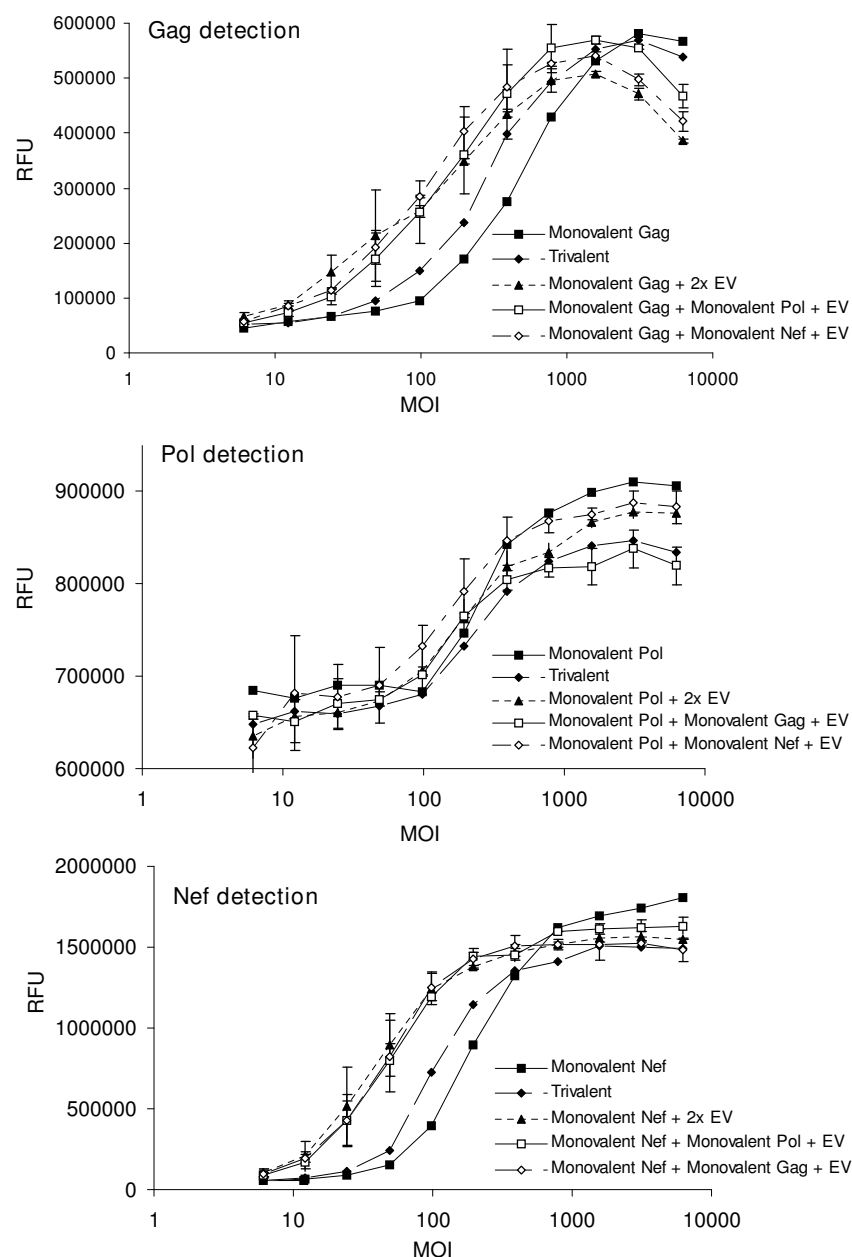 Gag detection
600000
500000
400000
300000
200000
100000
0
RFU
1
10
100
1000
10000
MOI
Monovalent Gag
Trivalent
Monovalent Gag + 2x EV
Monovalent Gag + Monovalent Pol + EV
Monovalent Gag + Monovalent Nef + EV
Pol detection
900000
800000
700000
600000
RFU
1
10
100
1000
10000
MOI
Monovalent Pol
Trivalent
Monovalent Pol + 2x EV
Monovalent Pol + Monovalent Gag + EV
Monovalent Pol + Monovalent Nef + EV
Nef detection
2000000
1500000
1000000
500000
0
RFU
1
10
100
1000
10000
MOI
Monovalent Nef
Trivalent
Monovalent Nef + 2x EV
Monovalent Nef + Monovalent Pol + EV
Monovalent Nef + Monovalent Gag + EV